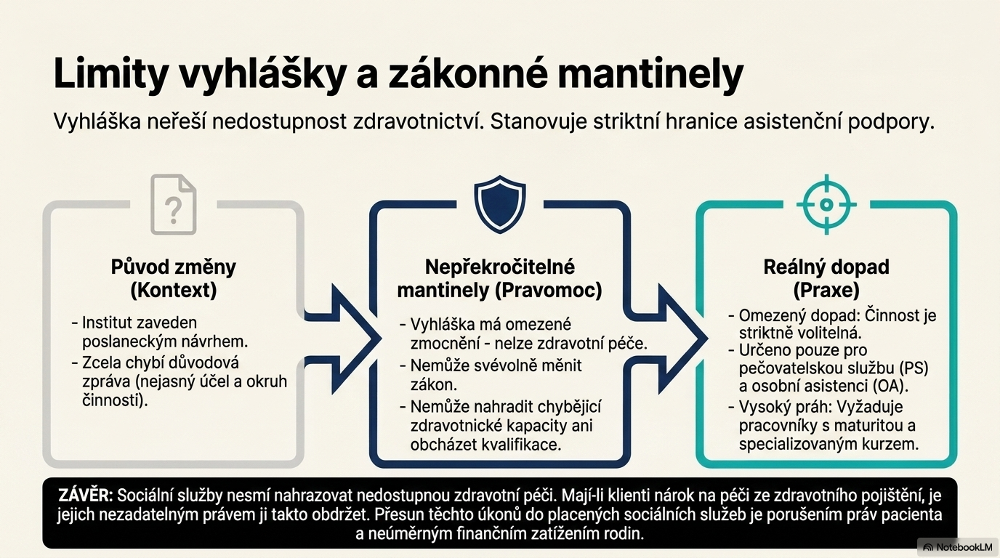 Limity vyhlášky a zákonné mantinely
Vyhláška neřeší nedostupnost zdravotnictví. Stanovuje striktní hranice asistenční podpory.
?
Původ změny
(Kontext)
- Institut zaveden
poslaneckým návrhem.
- Zcela chybí důvodová
zpráva (nejasný účel a okruh
činnosti).
Nepřekročitelné
mantinely (Pravomoc)
- Vyhláška má omezené
zmocnění - nelze zdravotní péče.
- Nemůže svévolně měnit
zákon.
- Nemůže nahradit chybějicí
zdravotnické kapacity ani
obcházet kvalifikace.
Reálný dopad
(Praxe)
- Omezený dopad: Činnost je
striktně volitelná.
- Určeno pouze pro
pečovatelskou službu (PS)
a osobní asistenci (OA).
- Vysoký práh: Vyžaduje
pracovníky s maturitou a
specializovaným kurzem.
ZÁVĚR: Sociální služby nesmí nahrazovat nedostupnou zdravotní péči. Mají-li klienti nárok na péči ze zdravotního pojištění, je
jejich nezadatelným právem ji takto obdržet. Přesun těchto úkonů do placených sociálních služeb je porušením práv pacienta
a neúměrným finančním zatížením rodin.
NotebookLM